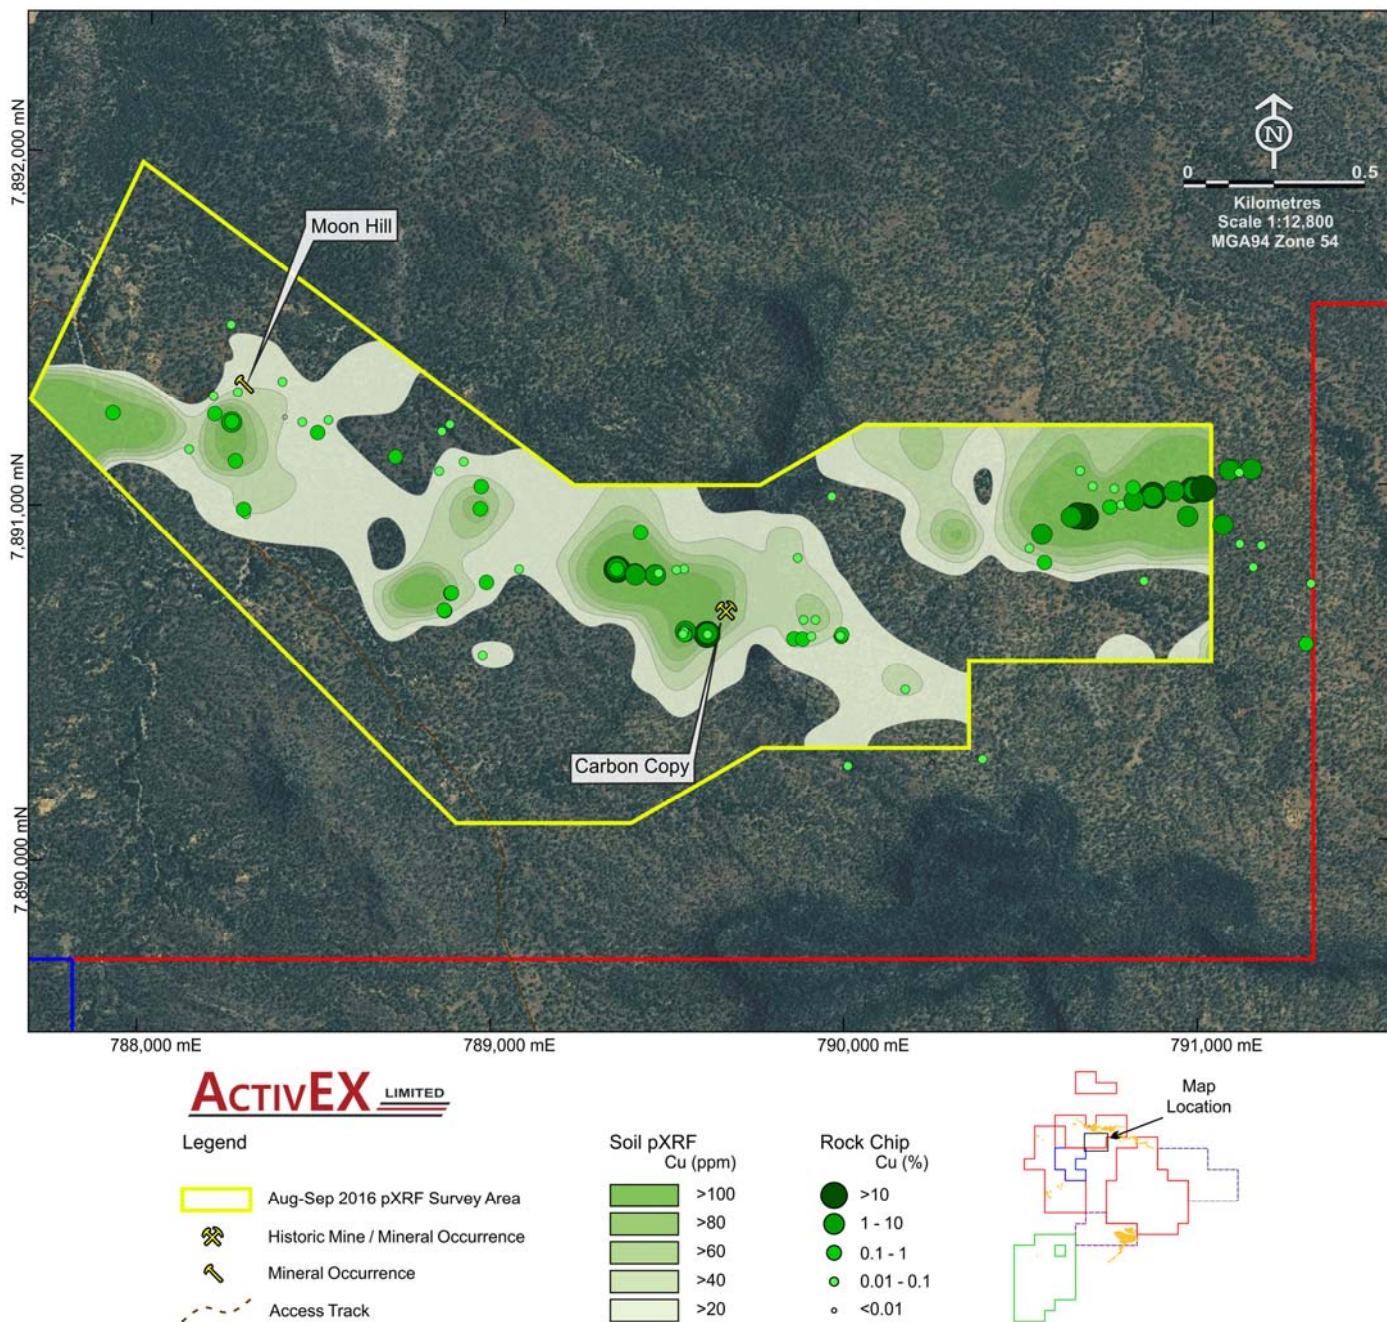 7,892,000 mN
7,891,000 mN
7,890,000 mN
Moon Hill
N
0 0.5
Kilometres
Scale 1:12,800
MGA94 Zone 54
Carbon Copy
788,000 mE
789,000 mE
790,000 mE
791,000 mE
ACTIVEX LIMITED
Legend
Aug-Sep 2016 pXRF Survey Area
Historic Mine / Mineral Occurrence
Mineral Occurrence
Access Track
Soil pXRF
Cu (ppm)
>100
>80
>60
>40
>20
Rock Chip
Cu (%)
>10
1 - 10
0.1 - 1
0.01 - 0.1
<0.01
Map
Location